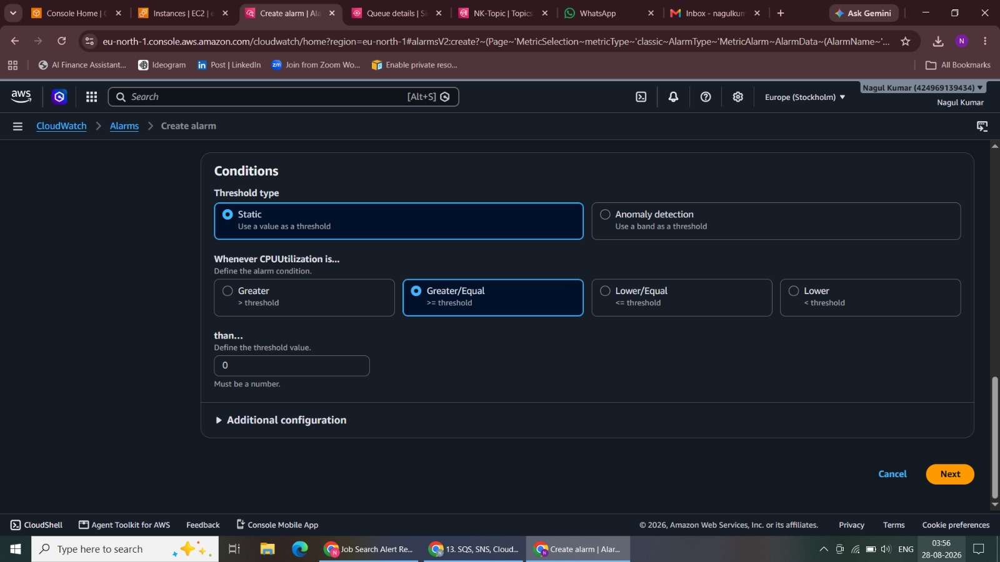 Console Home | C
Instances | EC2 | e
Create alarm | Ala
Queue details | Si
NK-Topic | Topics
WhatsApp
Inbox - nagulkum
Ask Gemini
eu-north-1.console.aws.amazon.com/cloudwatch/home?region=eu-north-1#alarmsV2:create?~(Page~'MetricSelection~metricType~'classic~AlarmType~'MetricAlarm~AlarmData~(AlarmName~'...
N
AI Finance Assistant...
Ideogram
Post | LinkedIn
Join from Zoom Wo...
Enable private reso...
All Bookmarks
aws
Search
[Alt+S]
Europe (Stockholm)
Nagul Kumar (424969139434)
Nagul Kumar
CloudWatch
Alarms
Create alarm
Conditions
Threshold type
Static
Use a value as a threshold
Anomaly detection
Use a band as a threshold
Whenever CPUUtilization is...
Define the alarm condition.
Greater
> threshold
Greater/Equal
>= threshold
Lower/Equal
<= threshold
Lower
< threshold
than...
Define the threshold value.
0
Must be a number.
Additional configuration
Cancel
Next
CloudShell
Agent Toolkit for AWS
Feedback
Console Mobile App
© 2026, Amazon Web Services, Inc. or its affiliates.
Privacy
Terms
Cookie preferences
Type here to search
Job Search Alert Re...
13. SQS, SNS, Cloud...
Create alarm | Alar...
ENG
03:56
28-08-2026